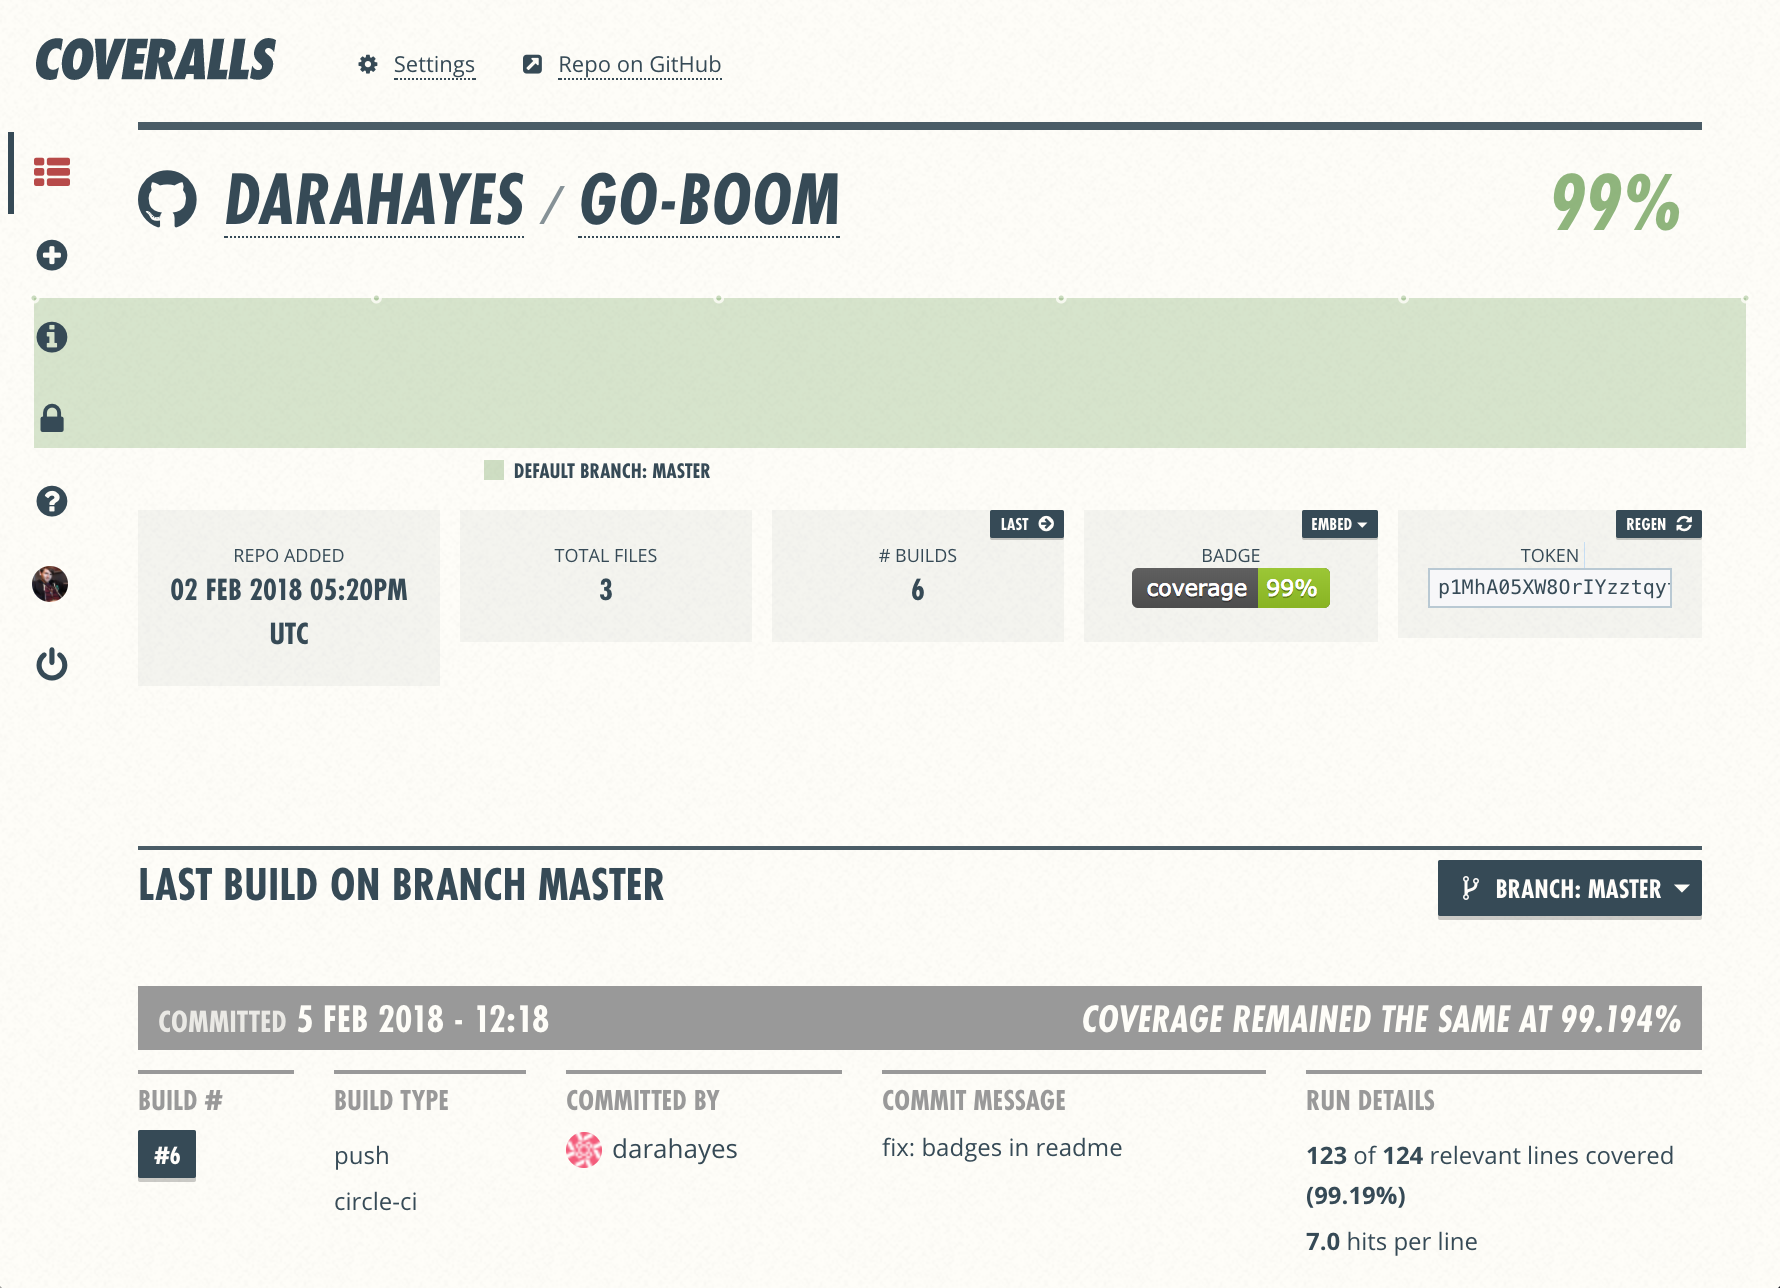 COVERALLS
Settings
Repo on GitHub
DARAHAYES / GO-BOOM
99%
DEFAULT BRANCH: MASTER
REPO ADDED
02 FEB 2018 05:20PM
UTC
TOTAL FILES
3
LAST
# BUILDS
6
EMBED
BADGE
coverage 99%
REGEN
TOKEN
p1MhA05XW8OrIYzztqy
LAST BUILD ON BRANCH MASTER
BRANCH: MASTER
COMMITTED 5 FEB 2018 - 12:18
COVERAGE REMAINED THE SAME AT 99.194%
BUILD #
#6
BUILD TYPE
push
circle-ci
COMMITTED BY
darahayes
COMMIT MESSAGE
fix: badges in readme
RUN DETAILS
123 of 124 relevant lines covered
(99.19%)
7.0 hits per line